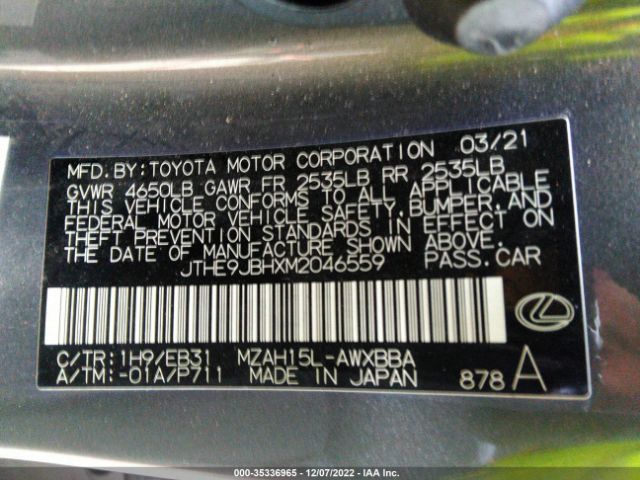 MFD. BY: TOYOTA MOTOR CORPORATION 03/21
GVWR 4650LB GAWR FR 2535LB RR 2535LB
THIS VEHICLE CONFORMS TO ALL APPLICABLE
FEDERAL MOTOR VEHICLE SAFETY, BUMPER, AND
THEFT PREVENTION STANDARDS IN EFFECT ON
THE DATE OF MANUFACTURE SHOWN ABOVE.
JTHE9JBHXM2046559 PASS. CAR
C/TR: 1H9/EB31 MZAH15L-AWXBBA
A/TM: -01A/P711 MADE IN JAPAN 878 A
000-35336965 - 12/07/2022 - IAA Inc.